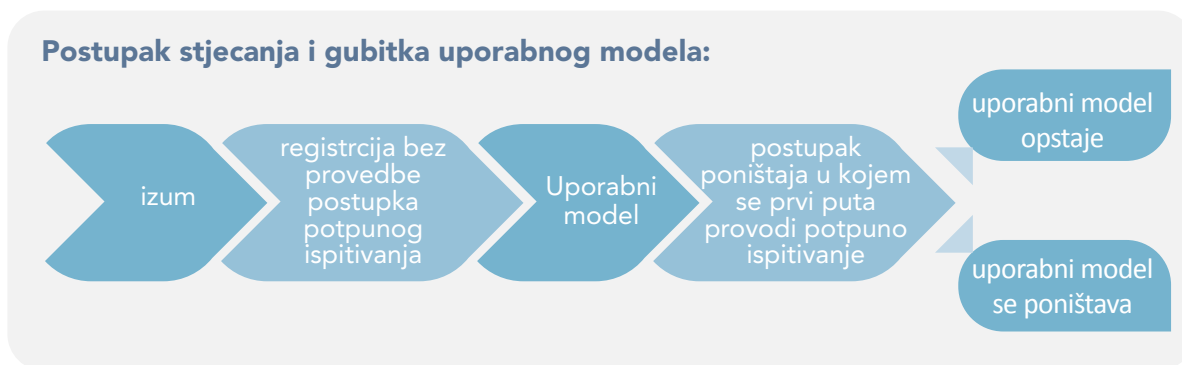 Postupak stjecanja i gubitka uporabnog modela:
izum
registrcija bez
provedbe
postupka
potpunog
ispitivanja
Uporabni
model
postupak
poništaja u kojem
se prvi puta
provodi potpuno
ispitivanje
uporabni model
opstaje
uporabni model
se poništava